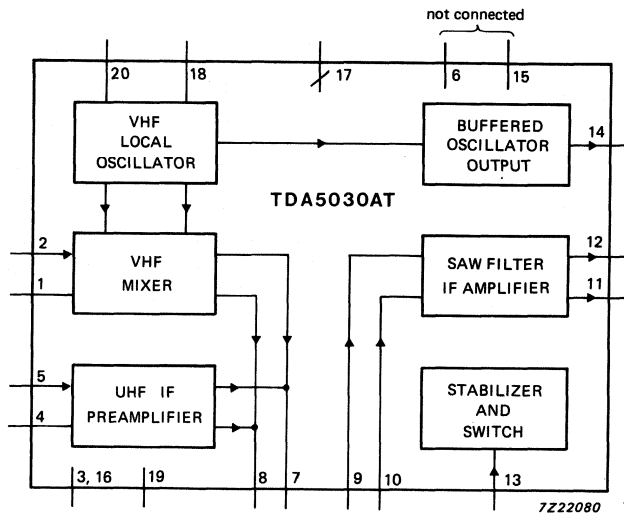 not connected
20
18
17
6
15
VHF
LOCAL
OSCILLATOR
BUFFERED
OSCILLATOR
OUTPUT
14
TDA5030AT
2
1
VHF
MIXER
SAW FILTER
IF AMPLIFIER
12
11
5
4
UHF IF
PREAMPLIFIER
STABILIZER
AND
SWITCH
3, 16
19
8
7
9
10
13
7Z22080